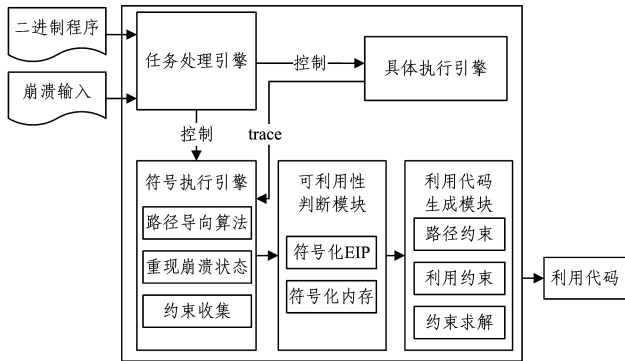 二进制程序
崩溃输入
任务处理引擎
控制
具体执行引擎
控制
trace
符号执行引擎
路径导向算法
重现崩溃状态
约束收集
可利用性
判断模块
符号化EIP
符号化内存
利用代码
生成模块
路径约束
利用约束
约束求解
利用代码